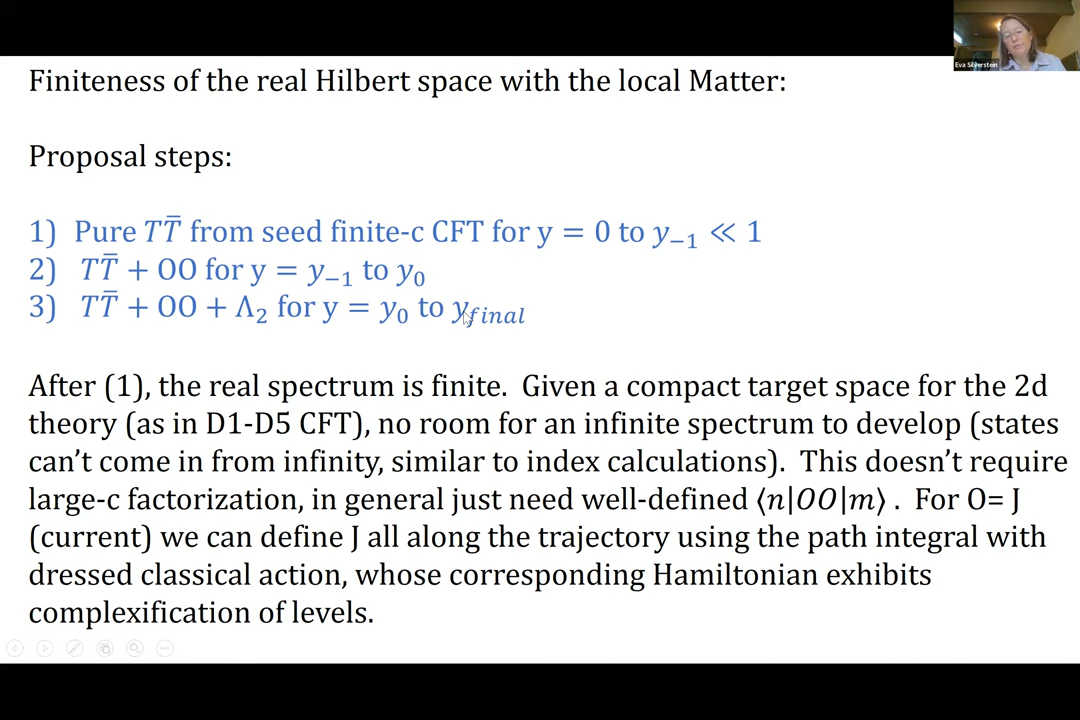 Eva Silverstein
Finiteness of the real Hilbert space with the local Matter:
Proposal steps:
1) Pure TT̄ from seed finite-c CFT for y = 0 to y₋₁ ≪ 1
2) TT̄ + OO for y = y₋₁ to y₀
3) TT̄ + OO + Λ₂ for y = y₀ to y_final
After (1), the real spectrum is finite. Given a compact target space for the 2d
theory (as in D1-D5 CFT), no room for an infinite spectrum to develop (states
can't come in from infinity, similar to index calculations). This doesn't require
large-c factorization, in general just need well-defined ⟨n|OO|m⟩ . For O= J
(current) we can define J all along the trajectory using the path integral with
dressed classical action, whose corresponding Hamiltonian exhibits
complexification of levels.